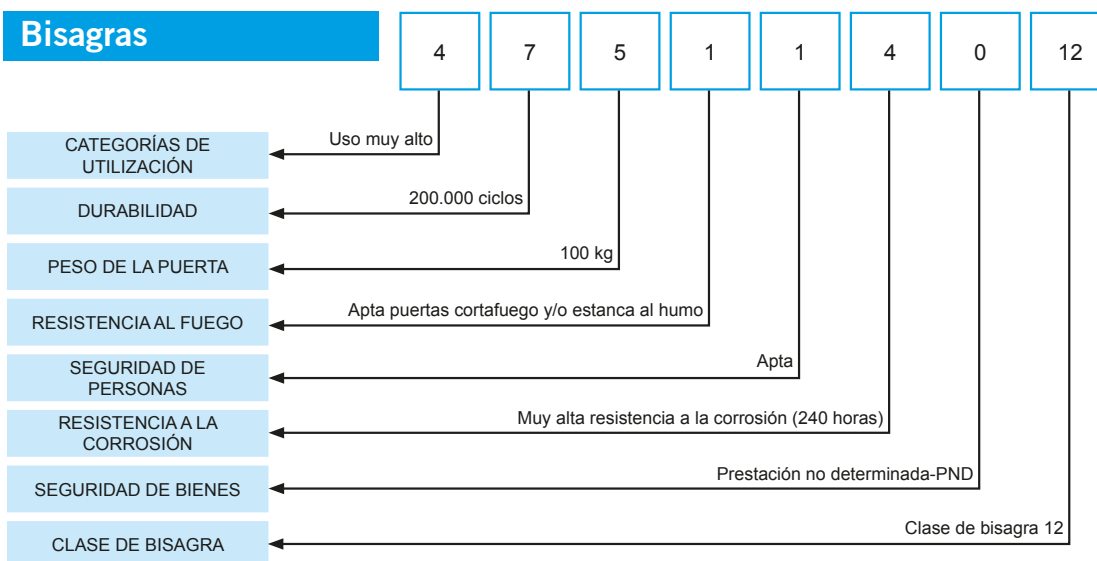 Bisagras
4 7 5 1 1 4 0 12
Uso muy alto
CATEGORÍAS DE
UTILIZACIÓN
200.000 ciclos
DURABILIDAD
100 kg
PESO DE LA PUERTA
Apta puertas cortafuego y/o estanca al humo
RESISTENCIA AL FUEGO
Apta
SEGURIDAD DE
PERSONAS
Muy alta resistencia a la corrosión (240 horas)
RESISTENCIA A LA
CORROSIÓN
Prestación no determinada-PND
SEGURIDAD DE BIENES
Clase de bisagra 12
CLASE DE BISAGRA